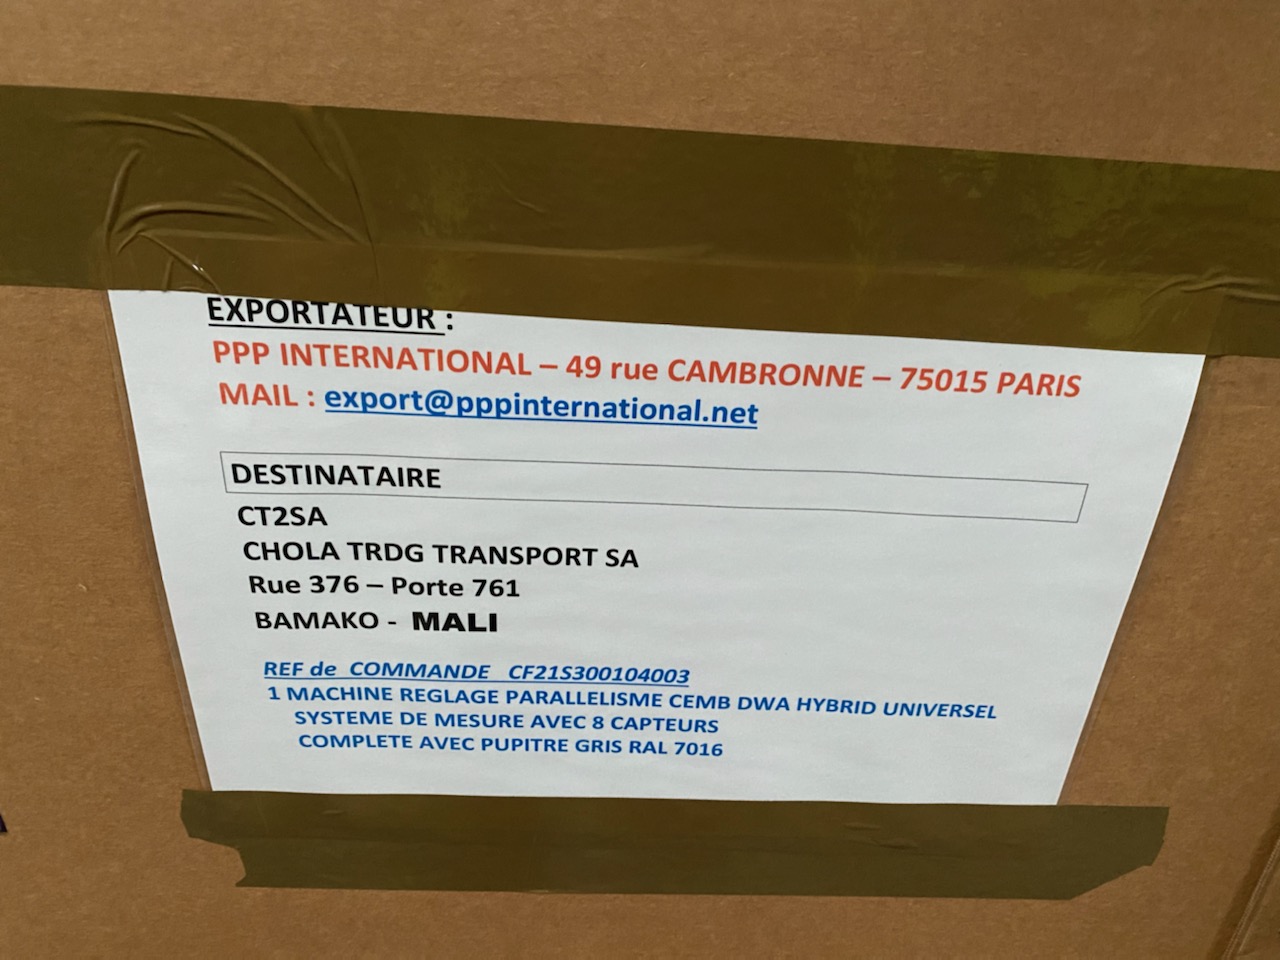 EXPORTATEUR :
PPP INTERNATIONAL – 49 rue CAMBRONNE – 75015 PARIS
MAIL : export@pppinternational.net
DESTINATAIRE
CT2SA
CHOLA TRDG TRANSPORT SA
Rue 376 – Porte 761
BAMAKO - MALI
REF de COMMANDE CF21S300104003
1 MACHINE REGLAGE PARALLELISME CEMB DWA HYBRID UNIVERSEL
SYSTEME DE MESURE AVEC 8 CAPTEURS
COMPLETE AVEC PUPITRE GRIS RAL 7016